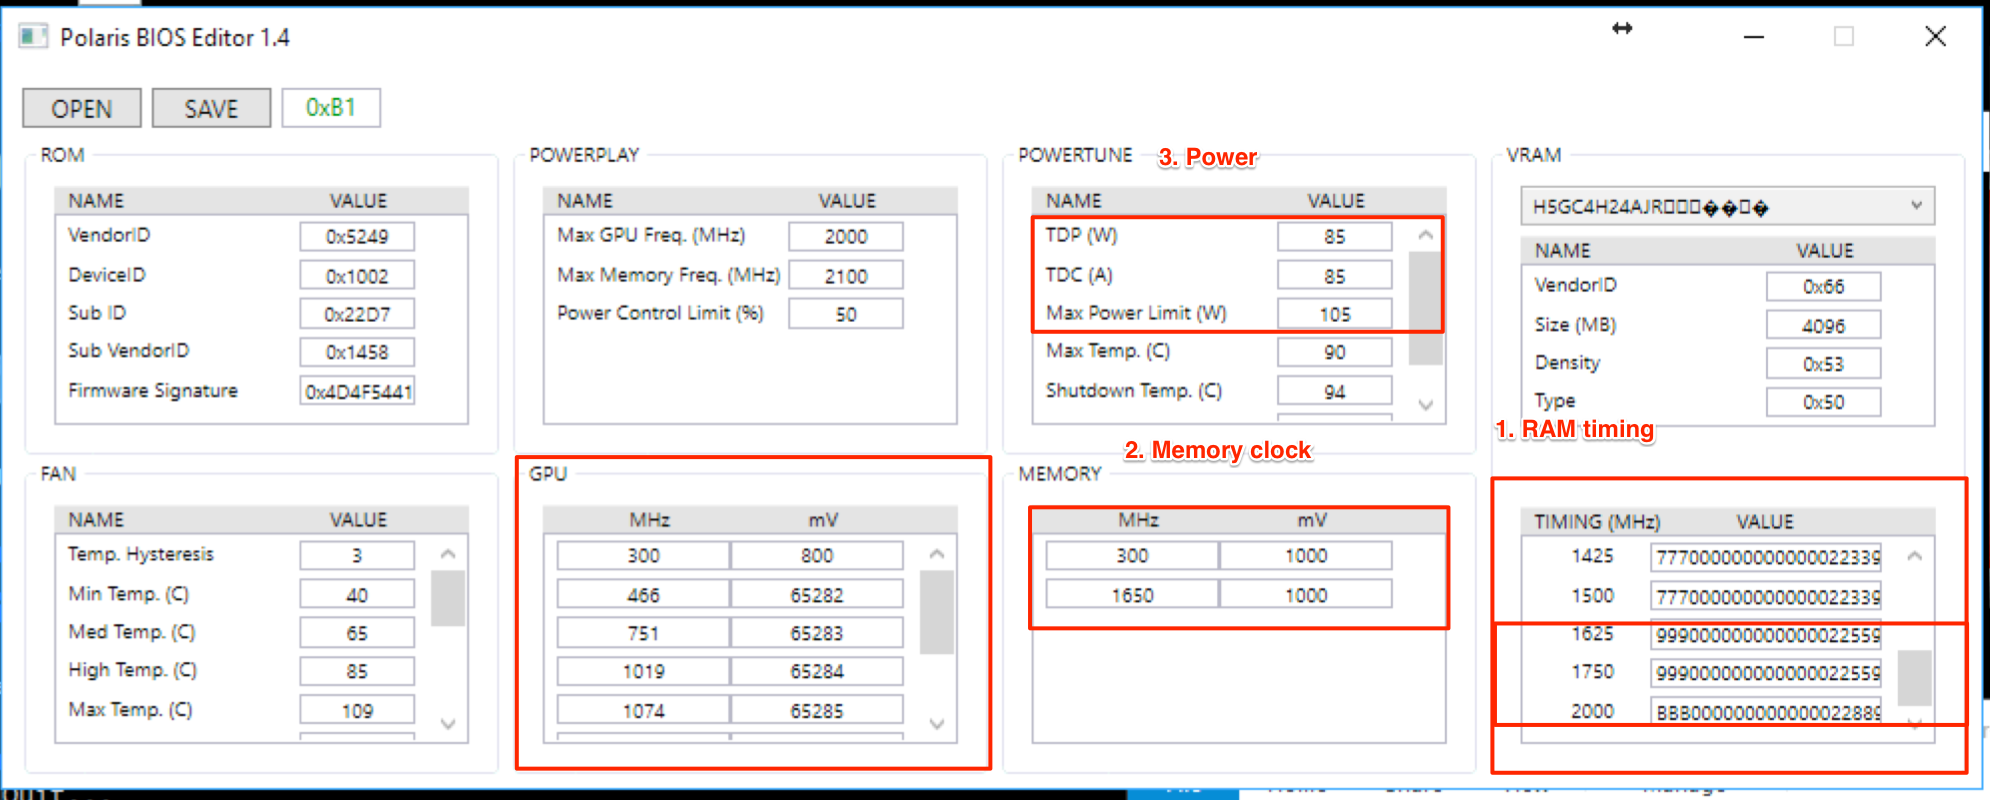 Polaris BIOS Editor 1.4
OPEN SAVE 0xB1
ROM
NAME VALUE
VendorID 0x5249
DeviceID 0x1002
Sub ID 0x22D7
Sub VendorID 0x1458
Firmware Signature 0x4D4F5441
POWERPLAY
NAME VALUE
Max GPU Freq. (MHz) 2000
Max Memory Freq. (MHz) 2100
Power Control Limit (%) 50
POWERTUNE 3. Power
NAME VALUE
TDP (W) 85
TDC (A) 85
Max Power Limit (W) 105
Max Temp. (C) 90
Shutdown Temp. (C) 94
VRAM
H5GC4H24AJR
NAME VALUE
VendorID 0x66
Size (MB) 4096
Density 0x53
Type 0x50
1. RAM timing
FAN
NAME VALUE
Temp. Hysteresis 3
Min Temp. (C) 40
Med Temp. (C) 65
High Temp. (C) 85
Max Temp. (C) 109
GPU
MHz mV
300 800
466 65282
751 65283
1019 65284
1074 65285
2. Memory clock
MEMORY
MHz mV
300 1000
1650 1000
TIMING (MHz) VALUE
1425 777000000000000022339
1500 777000000000000022339
1625 999000000000000022559
1750 999000000000000022559
2000 BBB000000000000022889